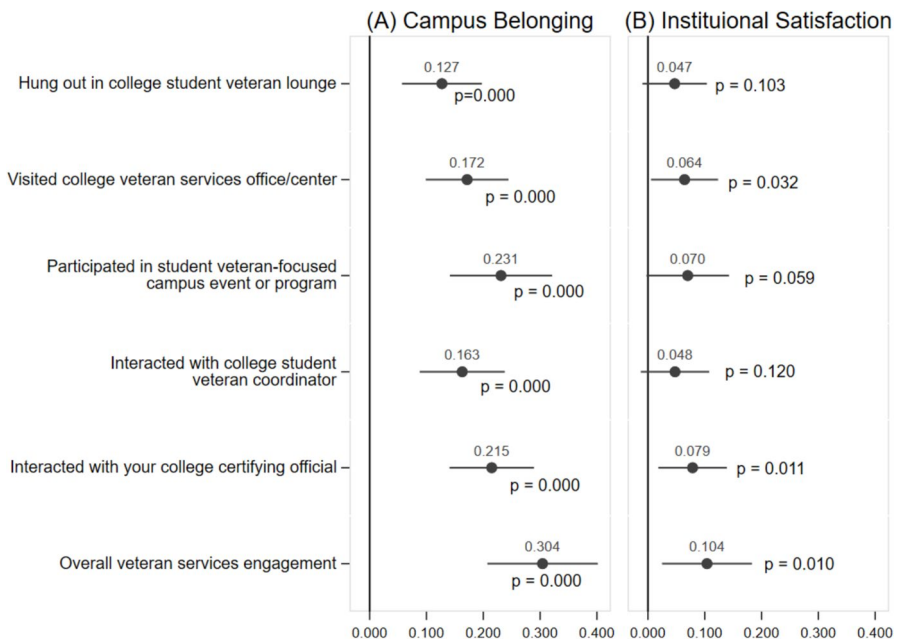 (A) Campus Belonging
(B) Instituional Satisfaction
Hung out in college student veteran lounge
0.127
p=0.000
0.047
p = 0.103
Visited college veteran services office/center
0.172
p = 0.000
0.064
p = 0.032
Participated in student veteran-focused
campus event or program
0.231
p = 0.000
0.070
p = 0.059
Interacted with college student
veteran coordinator
0.163
p = 0.000
0.048
p = 0.120
Interacted with your college certifying official
0.215
p = 0.000
0.079
p = 0.011
Overall veteran services engagement
0.304
p = 0.000
0.104
p = 0.010
0.000 0.100 0.200 0.300 0.400
0.000 0.100 0.200 0.300 0.400